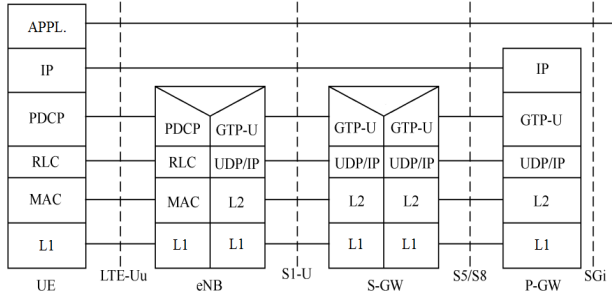 APPL.
IP IP
PDCP PDCP GTP-U GTP-U GTP-U GTP-U
RLC RLC UDP/IP UDP/IP UDP/IP UDP/IP
MAC MAC L2 L2 L2 L2
L1 L1 L1 L1 L1 L1
UE LTE-Uu eNB S1-U S-GW S5/S8 P-GW SGi